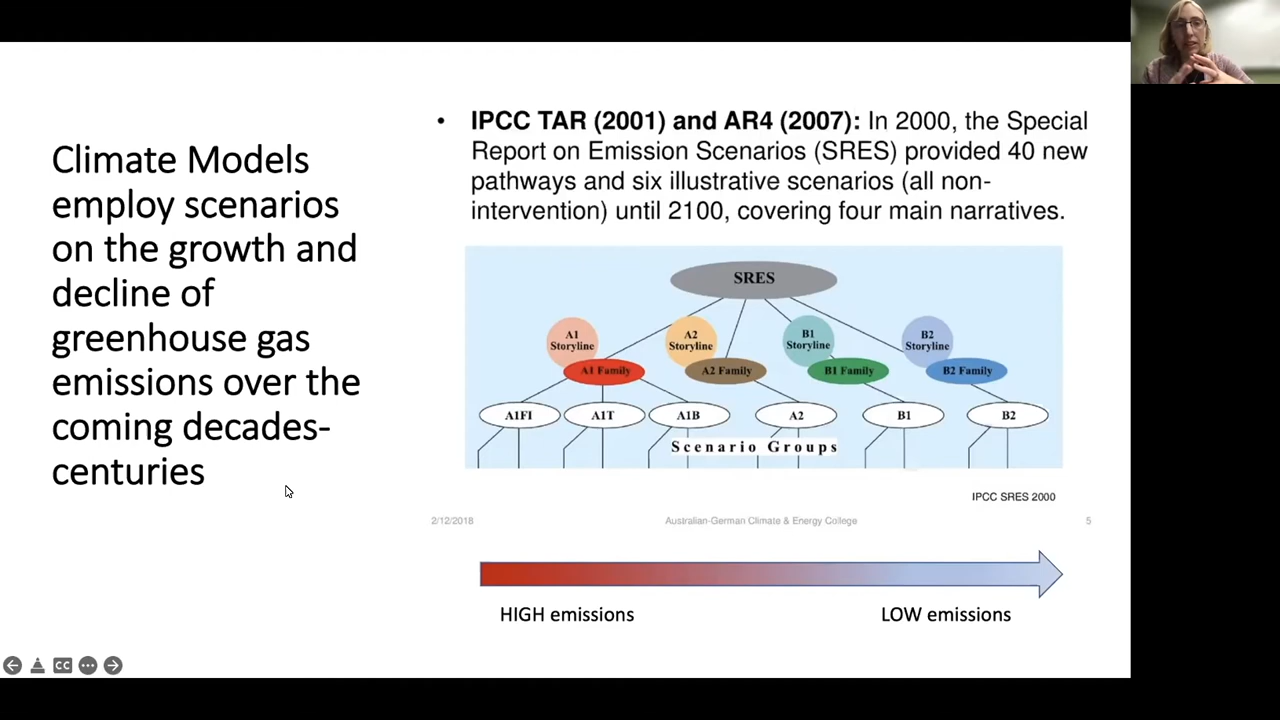 Climate Models
employ scenarios
on the growth and
decline of
greenhouse gas
emissions over the
coming decades-
centuries
• IPCC TAR (2001) and AR4 (2007): In 2000, the Special
Report on Emission Scenarios (SRES) provided 40 new
pathways and six illustrative scenarios (all non-
intervention) until 2100, covering four main narratives.
SRES
A1
Storyline
A2
Storyline
B1
Storyline
B2
Storyline
A1 Family
A2 Family
B1 Family
B2 Family
A1FI
A1T
A1B
A2
B1
B2
Scenario Groups
IPCC SRES 2000
2/12/2018
Australian-German Climate & Energy College
5
HIGH emissions
LOW emissions
CC